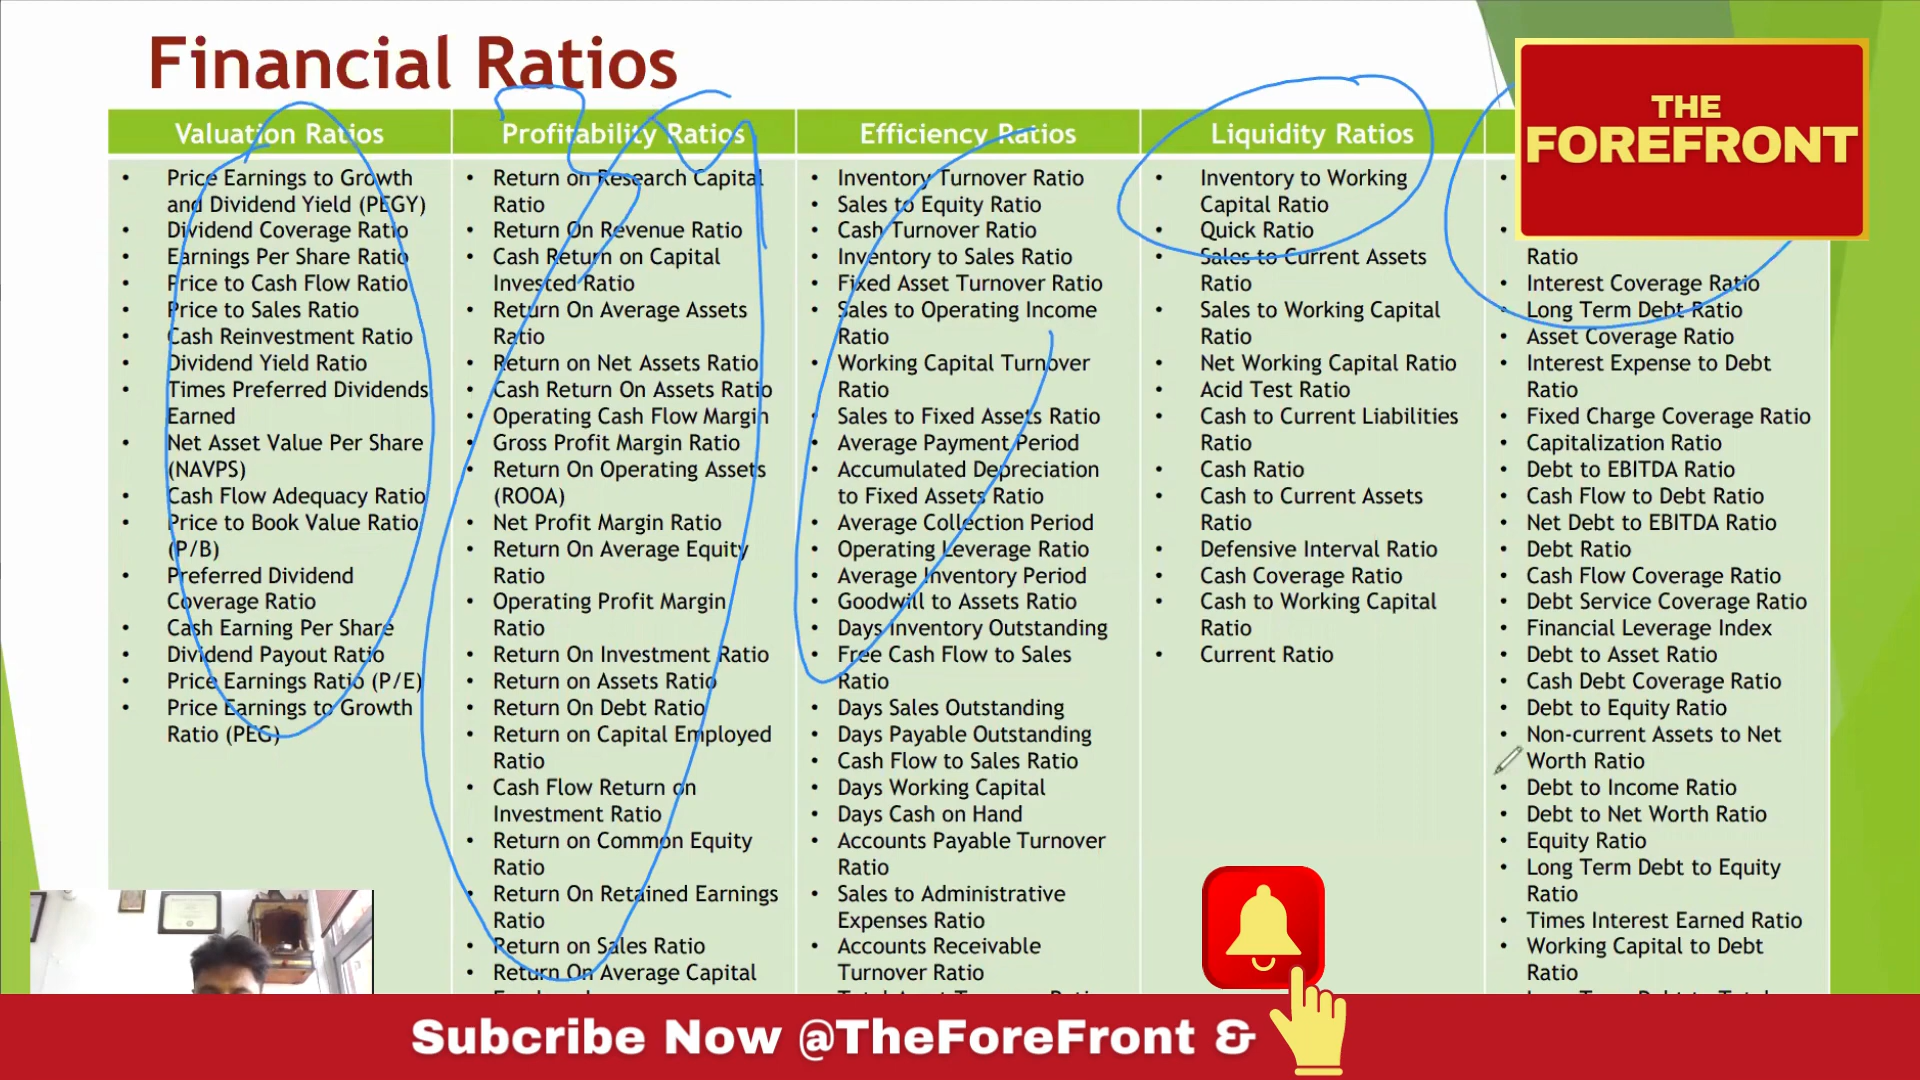 Financial Ratios
THE
FOREFRONT
Valuation Ratios
Price Earnings to Growth
and Dividend Yield (PEGY)
Dividend Coverage Ratio
Earnings Per Share Ratio
Price to Cash Flow Ratio
Price to Sales Ratio
Cash Reinvestment Ratio
Dividend Yield Ratio
Times Preferred Dividends
Earned
Net Asset Value Per Share
(NAVPS)
Cash Flow Adequacy Ratio
Price to Book Value Ratio
(P/B)
Preferred Dividend
Coverage Ratio
Cash Earning Per Share
Dividend Payout Ratio
Price Earnings Ratio (P/E)
Price Earnings to Growth
Ratio (PEG)
Profitability Ratios
Return on Research Capital
Ratio
Return On Revenue Ratio
Cash Return on Capital
Invested Ratio
Return On Average Assets
Ratio
Return on Net Assets Ratio
Cash Return On Assets Ratio
Operating Cash Flow Margin
Gross Profit Margin Ratio
Return On Operating Assets
(ROOA)
Net Profit Margin Ratio
Return On Average Equity
Ratio
Operating Profit Margin
Ratio
Return On Investment Ratio
Return on Assets Ratio
Return On Debt Ratio
Return on Capital Employed
Ratio
Cash Flow Return on
Investment Ratio
Return on Common Equity
Ratio
Return On Retained Earnings
Ratio
Return on Sales Ratio
Return On Average Capital
Efficiency Ratios
Inventory Turnover Ratio
Sales to Equity Ratio
Cash Turnover Ratio
Inventory to Sales Ratio
Fixed Asset Turnover Ratio
Sales to Operating Income
Ratio
Working Capital Turnover
Ratio
Sales to Fixed Assets Ratio
Average Payment Period
Accumulated Depreciation
to Fixed Assets Ratio
Average Collection Period
Operating Leverage Ratio
Average Inventory Period
Goodwill to Assets Ratio
Days Inventory Outstanding
Free Cash Flow to Sales
Ratio
Days Sales Outstanding
Days Payable Outstanding
Cash Flow to Sales Ratio
Days Working Capital
Days Cash on Hand
Accounts Payable Turnover
Ratio
Sales to Administrative
Expenses Ratio
Accounts Receivable
Turnover Ratio
Liquidity Ratios
Inventory to Working
Capital Ratio
Quick Ratio
Sales to Current Assets
Ratio
Sales to Working Capital
Ratio
Net Working Capital Ratio
Acid Test Ratio
Cash to Current Liabilities
Ratio
Cash Ratio
Cash to Current Assets
Ratio
Defensive Interval Ratio
Cash Coverage Ratio
Cash to Working Capital
Ratio
Current Ratio
Ratio
Interest Coverage Ratio
Long Term Debt Ratio
Asset Coverage Ratio
Interest Expense to Debt
Ratio
Fixed Charge Coverage Ratio
Capitalization Ratio
Debt to EBITDA Ratio
Cash Flow to Debt Ratio
Net Debt to EBITDA Ratio
Debt Ratio
Cash Flow Coverage Ratio
Debt Service Coverage Ratio
Financial Leverage Index
Debt to Asset Ratio
Cash Debt Coverage Ratio
Debt to Equity Ratio
Non-current Assets to Net
Worth Ratio
Debt to Income Ratio
Debt to Net Worth Ratio
Equity Ratio
Long Term Debt to Equity
Ratio
Times Interest Earned Ratio
Working Capital to Debt
Ratio
Subcribe Now @TheForeFront &